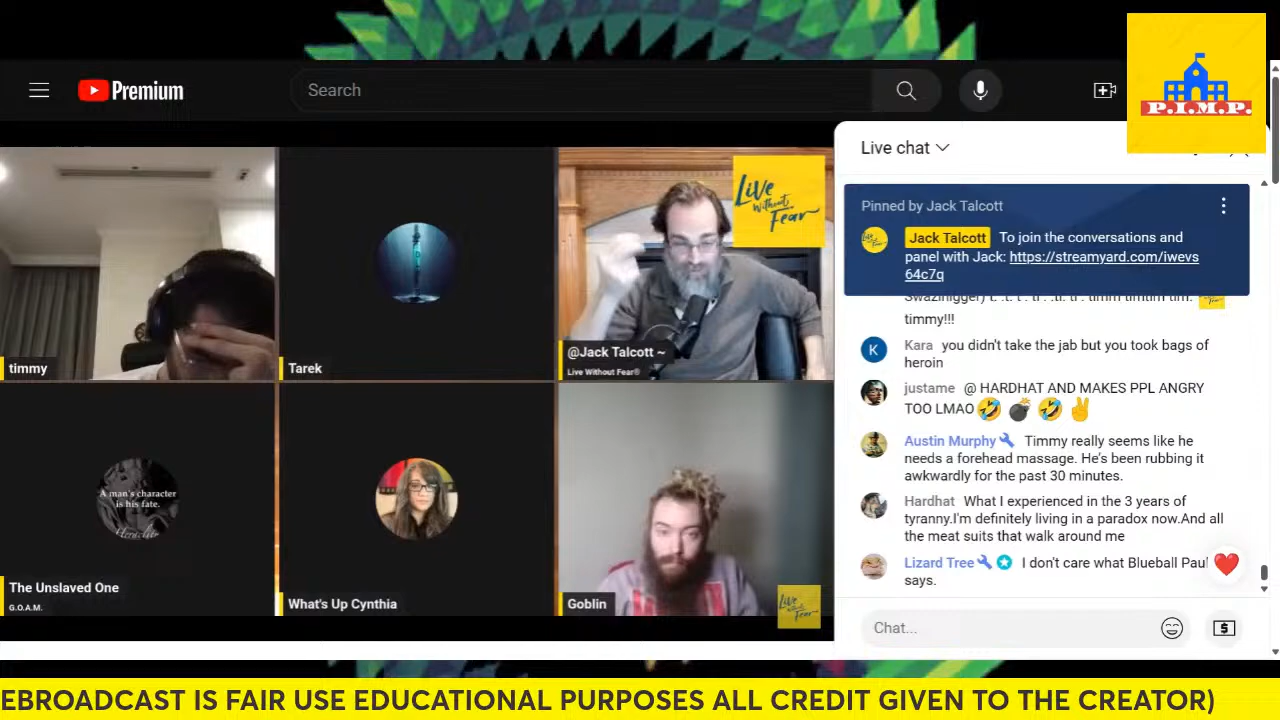 Premium
Search
P.I.M.P.
Live chat
Pinned by Jack Talcott
Jack Talcott To join the conversations and
panel with Jack: https://streamyard.com/iwevs
64c7q
timmy!!!
Kara you didn't take the jab but you took bags of
heroin
justame @ HARDHAT AND MAKES PPL ANGRY
TOO LMAO🤣 💣 🤣 ✌️
Austin Murphy Timmy really seems like he
needs a forehead massage. He's been rubbing it
awkwardly for the past 30 minutes.
Hardhat What I experienced in the 3 years of
tyranny.I'm definitely living in a paradox now.And all
the meat suits that walk around me
Lizard Tree I don't care what Blueball Paul
says.
Chat...
Live
Without
Fear
timmy
Tarek
@Jack Talcott ~
Live Without Fear®
A man's character
is his fate.
The Unslaved One
G.O.A.M.
What's Up Cynthia
Goblin
Live
Without
Fear
K
EBROADCAST IS FAIR USE EDUCATIONAL PURPOSES ALL CREDIT GIVEN TO THE CREATOR)